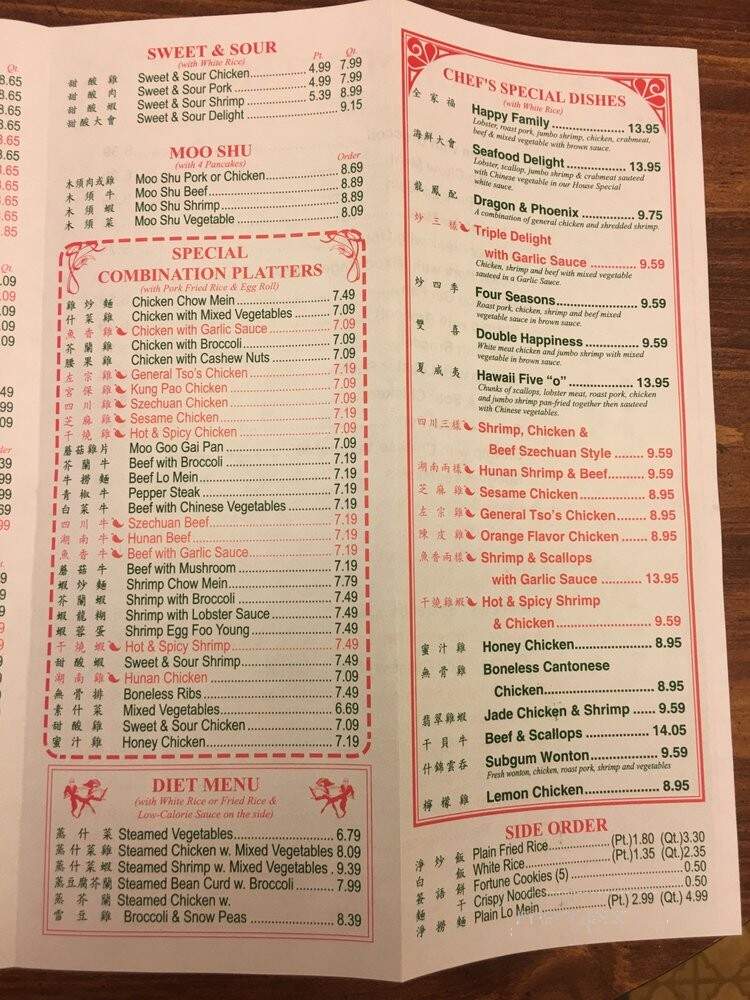 Qt.
8.65
8.65
8.65
8.65
8.65
Qt.
SWEET & SOUR
(with White Rice)
Pt. Qt.
甜酸雞 Sweet & Sour Chicken 4.99 7.99
甜酸肉 Sweet & Sour Pork 4.99 7.99
甜酸蝦 Sweet & Sour Shrimp 5.39 8.99
甜酸大會 Sweet & Sour Delight 9.15
MOO SHU
(with 4 Pancakes)
Order
木須肉或雞 Moo Shu Pork or Chicken 8.69
木須牛 Moo Shu Beef 8.89
木須蝦 Moo Shu Shrimp 8.89
木須菜 Moo Shu Vegetable 8.09
SPECIAL
COMBINATION PLATTERS
(with Pork Fried Rice & Egg Roll)
雞炒麵 Chicken Chow Mein 7.49
什菜雞 Chicken with Mixed Vegetables 7.09
魚香雞 Chicken with Garlic Sauce 7.09
芥蘭雞 Chicken with Broccoli 7.09
腰果雞 Chicken with Cashew Nuts 7.09
左宗雞 General Tso's Chicken 7.19
宮保雞 Kung Pao Chicken 7.09
四川雞 Szechuan Chicken 7.09
芝麻雞 Sesame Chicken 7.19
干燒雞 Hot & Spicy Chicken 7.09
蘑菇雞片 Moo Goo Gai Pan 7.09
芥蘭牛 Beef with Broccoli 7.19
牛撈麵 Beef Lo Mein 7.19
青椒牛 Pepper Steak 7.19
白菜牛 Beef with Chinese Vegetables 7.19
四川牛 Szechuan Beef 7.19
湖南牛 Hunan Beef 7.19
魚香牛 Beef with Garlic Sauce 7.19
蘑菇牛 Beef with Mushroom 7.19
蝦炒麵 Shrimp Chow Mein 7.79
芥蘭蝦 Shrimp with Broccoli 7.49
蝦龍糊 Shrimp with Lobster Sauce 7.49
蝦蓉蛋 Shrimp Egg Foo Young 7.49
干燒蝦 Hot & Spicy Shrimp 7.49
甜酸蝦 Sweet & Sour Shrimp 7.49
湖南雞 Hunan Chicken 7.09
無骨排 Boneless Ribs 7.49
素什菜 Mixed Vegetables 6.69
甜酸雞 Sweet & Sour Chicken 7.09
蜜汁雞 Honey Chicken 7.19
DIET MENU
(with White Rice or Fried Rice &
Low-Calorie Sauce on the side)
蒸什菜 Steamed Vegetables 6.79
蒸什菜雞 Steamed Chicken w. Mixed Vegetables 8.09
蒸什菜蝦 Steamed Shrimp w. Mixed Vegetables 9.39
蒸豆腐芥蘭 Steamed Bean Curd w. Broccoli 7.99
蒸芥蘭 Steamed Chicken w.
雪豆雞 Broccoli & Snow Peas 8.39
CHEF'S SPECIAL DISHES
(with White Rice)
全家福 Happy Family 13.95
Lobster, roast pork, jumbo shrimp, chicken, crabmeat,
beef & mixed vegetable with brown sauce.
海鮮大會 Seafood Delight 13.95
Lobster, scallop, jumbo shrimp & crabmeat sauteed
with Chinese vegetable in our House Special
white sauce.
龍鳳配 Dragon & Phoenix 9.75
A combination of general chicken and shredded shrimp.
炒三樣 Triple Delight
with Garlic Sauce 9.59
Chicken, shrimp and beef with mixed vegetable
sauteed in a Garlic Sauce.
炒四季 Four Seasons 9.59
Roast pork, chicken, shrimp and beef mixed
vegetable sauce in brown sauce.
雙喜 Double Happiness 9.59
White meat chicken and jumbo shrimp with mixed
vegetable in brown sauce.
夏威夷 Hawaii Five "o" 13.95
Chunks of scallops, lobster meat, roast pork, chicken
and jumbo shrimp pan-fried together then sauteed
with Chinese vegetables.
四川三樣 Shrimp, Chicken &
Beef Szechuan Style 9.59
湖南兩樣 Hunan Shrimp & Beef 9.59
芝麻雞 Sesame Chicken 8.95
左宗雞 General Tso's Chicken 8.95
陳皮雞 Orange Flavor Chicken 8.95
魚香兩樣 Shrimp & Scallops
with Garlic Sauce 13.95
干燒雞蝦 Hot & Spicy Shrimp
& Chicken 9.59
蜜汁雞 Honey Chicken 8.95
無骨雞 Boneless Cantonese
Chicken 8.95
翡翠雞蝦 Jade Chicken & Shrimp 9.59
干貝牛 Beef & Scallops 14.05
什錦雲吞 Subgum Wonton 9.59
Fresh wonton, chicken, roast pork, shrimp and vegetables
檸檬雞 Lemon Chicken 8.95
SIDE ORDER
淨炒飯 Plain Fried Rice (Pt.)1.80 (Qt.)3.30
白飯 White Rice (Pt.)1.35 (Qt.)2.35
簽語餅 Fortune Cookies (5) 0.50
麵干 Crispy Noodles 0.50
淨撈麵 Plain Lo Mein (Pt.) 2.99 (Qt.) 4.99